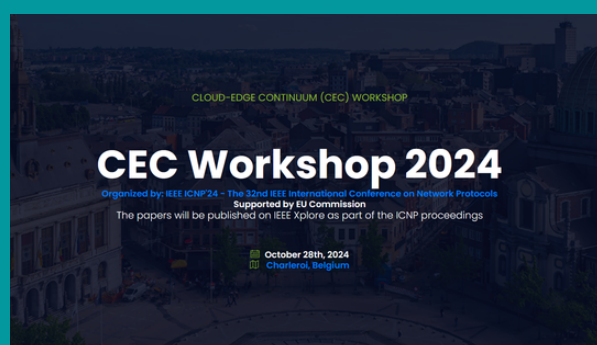 CLOUD-EDGE CONTINUUM (CEC) WORKSHOP
CEC Workshop 2024
Organized by: IEEE ICNP'24 - The 32nd IEEE International Conference on Network Protocols
Supported by EU Commission
The papers will be published on IEEE Xplore as part of the ICNP proceedings
October 28th, 2024
Charleroi, Belgium